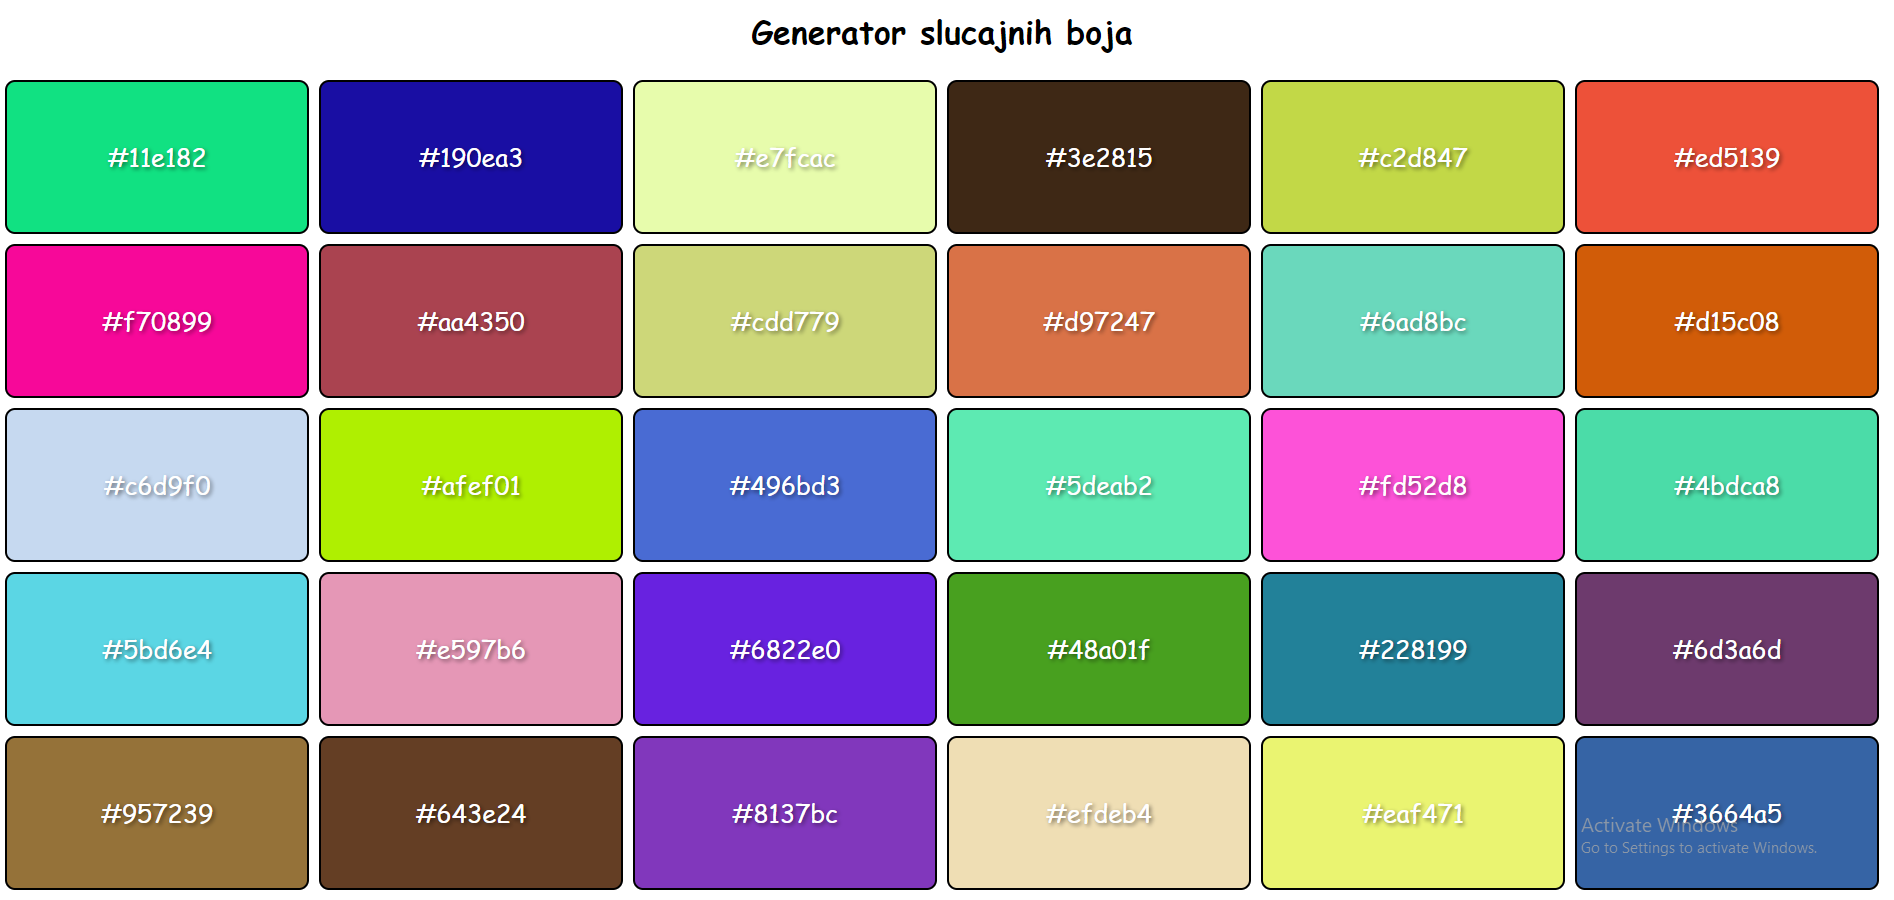 Generator slucajnih boja
#11e182 #190ea3 #e7fcac #3e2815 #c2d847 #ed5139
#f70899 #aa4350 #cdd779 #d97247 #6ad8bc #d15c08
#c6d9f0 #afef01 #496bd3 #5deab2 #fd52d8 #4bdca8
#5bd6e4 #e597b6 #6822e0 #48a01f #228199 #6d3a6d
#957239 #643e24 #8137bc #efdeb4 #eaf471 #3664a5
Activate Windows
Go to Settings to activate Windows.